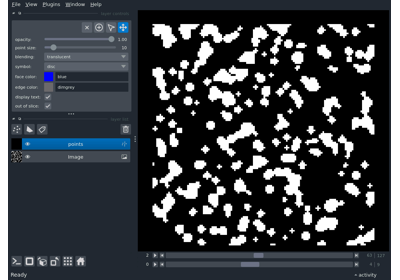 File View Plugins Window Help
opacity: 1.00
point size: 10
blending: translucent
symbol: disc
face color: blue
edge color: dimgrey
display text:
out of slice:
points
Image
2
0
Ready
activity